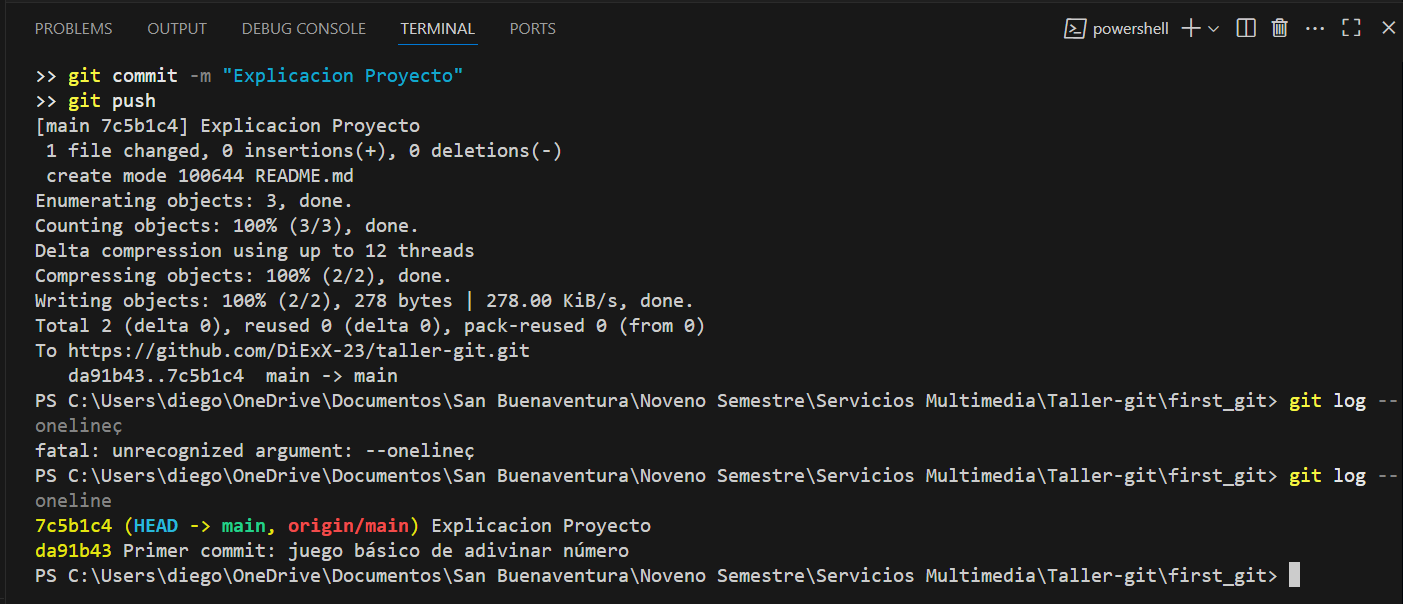 PROBLEMS OUTPUT DEBUG CONSOLE TERMINAL PORTS powershell
>> git commit -m "Explicacion Proyecto"
>> git push
[main 7c5b1c4] Explicacion Proyecto
 1 file changed, 0 insertions(+), 0 deletions(-)
 create mode 100644 README.md
Enumerating objects: 3, done.
Counting objects: 100% (3/3), done.
Delta compression using up to 12 threads
Compressing objects: 100% (2/2), done.
Writing objects: 100% (2/2), 278 bytes | 278.00 KiB/s, done.
Total 2 (delta 0), reused 0 (delta 0), pack-reused 0 (from 0)
To https://github.com/DiExX-23/taller-git.git
   da91b43..7c5b1c4  main -> main
PS C:\Users\diego\OneDrive\Documentos\San Buenaventura\Noveno Semestre\Servicios Multimedia\Taller-git\first_git> git log --
onelineç
fatal: unrecognized argument: --onelineç
PS C:\Users\diego\OneDrive\Documentos\San Buenaventura\Noveno Semestre\Servicios Multimedia\Taller-git\first_git> git log --
oneline
7c5b1c4 (HEAD -> main, origin/main) Explicacion Proyecto
da91b43 Primer commit: juego básico de adivinar número
PS C:\Users\diego\OneDrive\Documentos\San Buenaventura\Noveno Semestre\Servicios Multimedia\Taller-git\first_git>